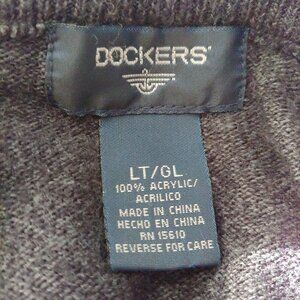 DOCKERS
LT/GL
100% ACRYLIC/
ACRILICO
MADE IN CHINA
HECHO EN CHINA
RN 15610
REVERSE FOR CARE